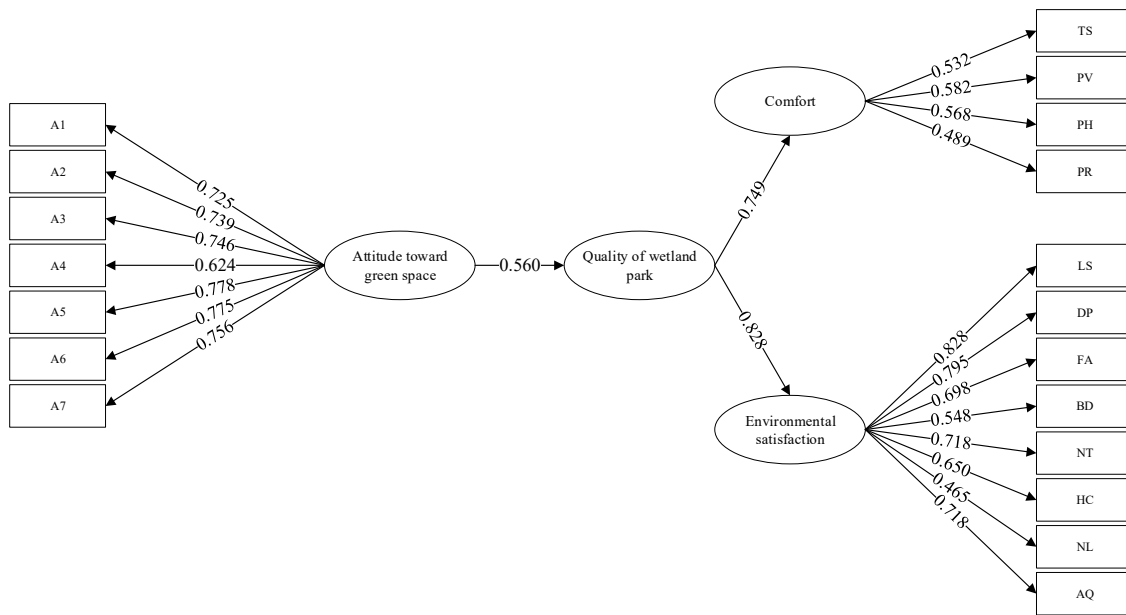 A1
A2
A3
A4
A5
A6
A7
0.725
0.739
0.746
0.624
0.778
0.775
0.756
Attitude toward
green space
0.560
Quality of wetland
park
0.749
0.828
Comfort
0.532
0.582
0.568
0.489
TS
PV
PH
PR
Environmental
satisfaction
0.828
0.795
0.698
0.548
0.718
0.650
0.465
0.718
LS
DP
FA
BD
NT
HC
NL
AQ